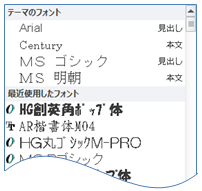 テーマのフォント
Arial 見出し
Century 本文
MS ゴシック 見出し
MS 明朝 本文
最近使用したフォント
HG創英角ポップ体
AR楷書体M04
HG丸ゴシックM-PRO